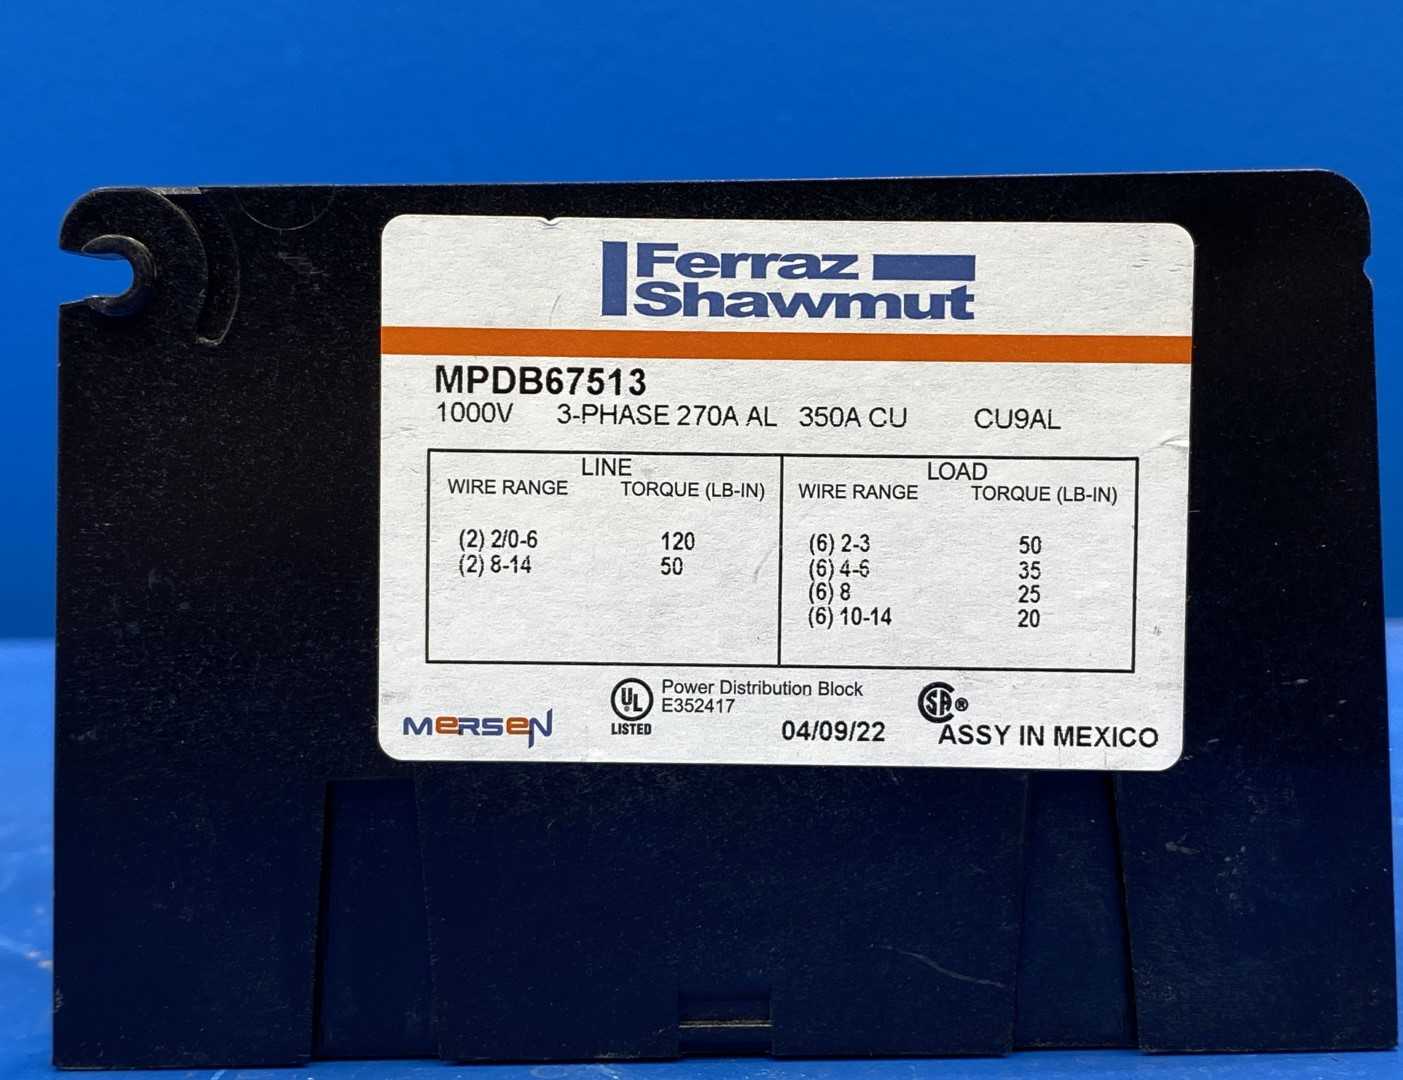 Ferraz
Shawmut
MPDB67513
1000V 3-PHASE 270A AL 350A CU CU9AL
LINE
WIRE RANGE TORQUE (LB-IN)
(2) 2/0-6 120
(2) 8-14 50
LOAD
WIRE RANGE TORQUE (LB-IN)
(6) 2-3 50
(6) 4-6 35
(6) 8 25
(6) 10-14 20
MERSEN
UL
LISTED
Power Distribution Block
E352417
04/09/22
SA®
ASSY IN MEXICO